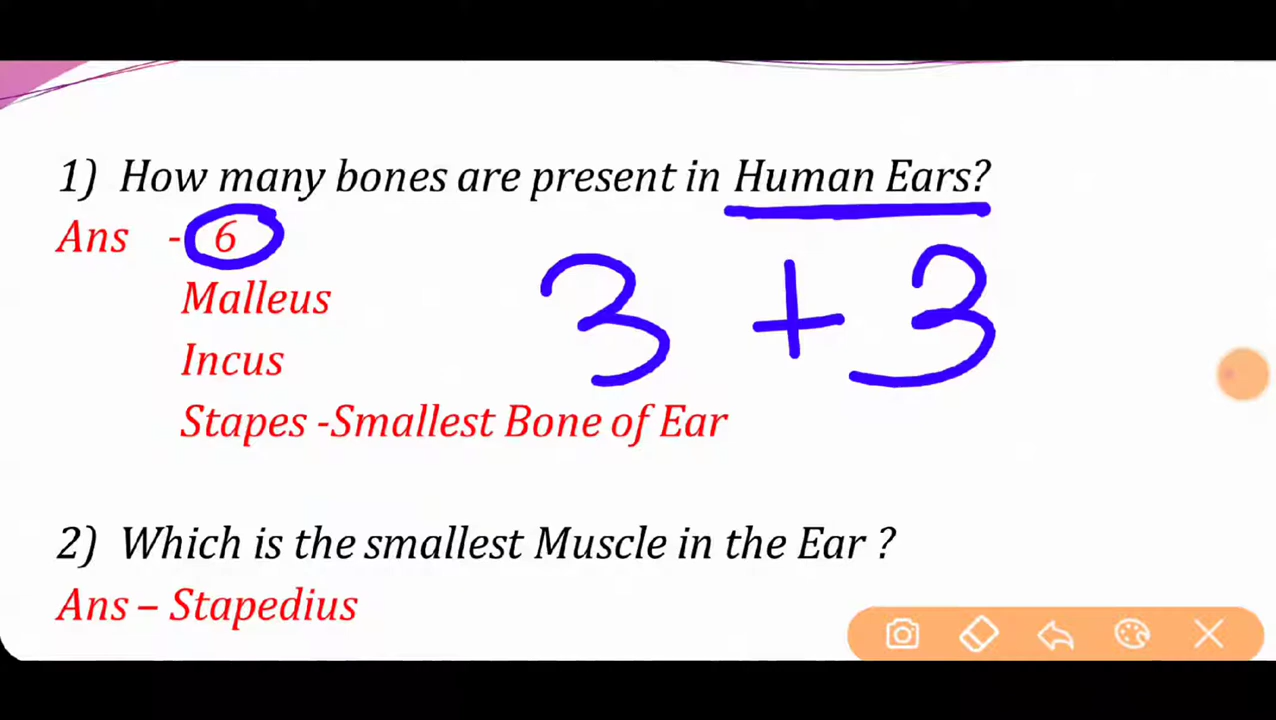 1) How many bones are present in Human Ears?
Ans - 6
Malleus
3 + 3
Incus
Stapes -Smallest Bone of Ear
2) Which is the smallest Muscle in the Ear ?
Ans – Stapedius